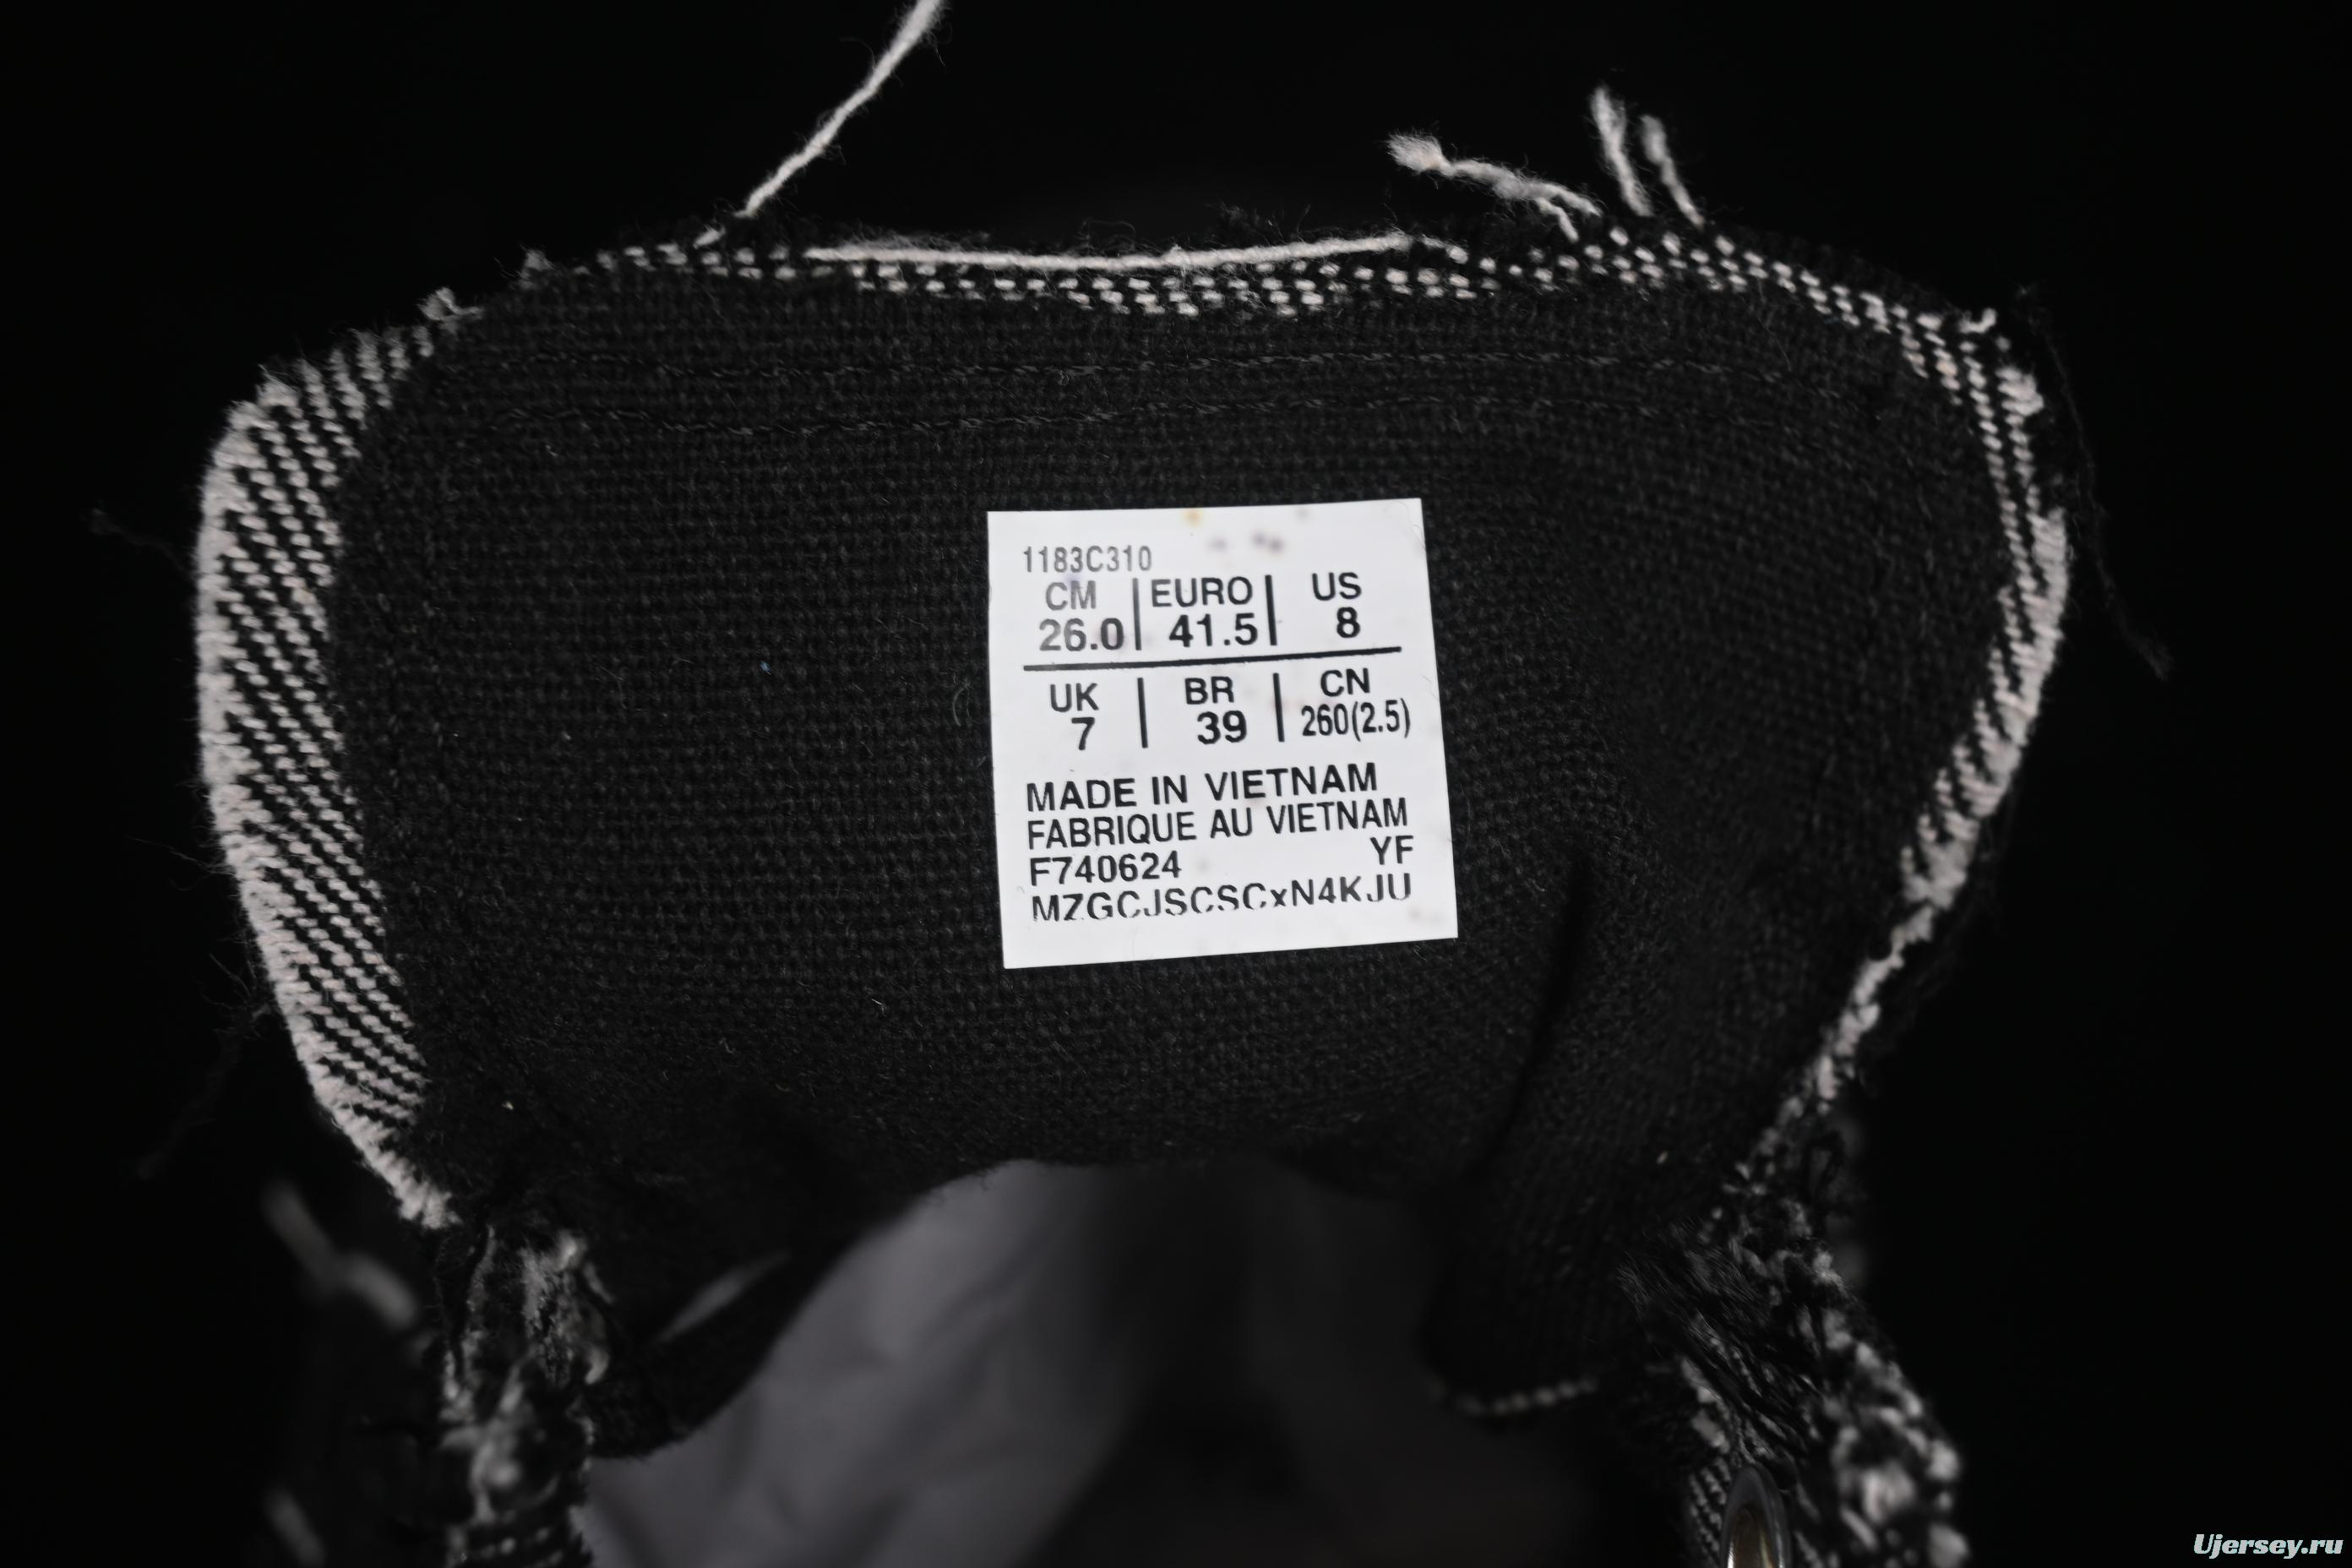 1183C310
CM EURO US
26.0 41.5 8
UK BR CN
7 39 260(2.5)
MADE IN VIETNAM
FABRIQUE AU VIETNAM
F740624 YF
MZGCJSCSCxN4KJU
Ujersey.ru